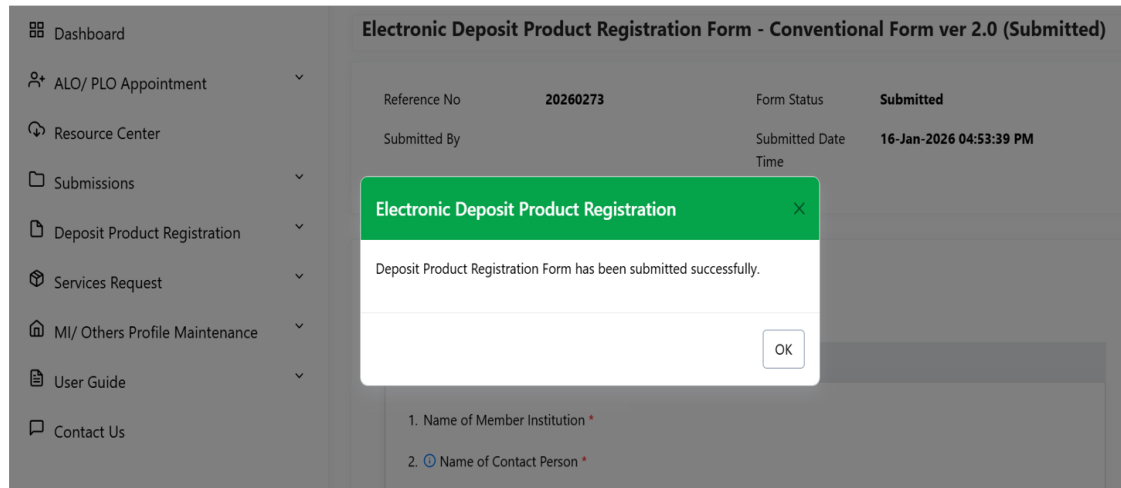 Dashboard
ALO/ PLO Appointment
Resource Center
Submissions
Deposit Product Registration
Services Request
MI/ Others Profile Maintenance
User Guide
Contact Us
Electronic Deposit Product Registration Form - Conventional Form ver 2.0 (Submitted)
Reference No 20260273 Form Status Submitted
Submitted By Submitted Date 16-Jan-2026 04:53:39 PM
Time
Electronic Deposit Product Registration
Deposit Product Registration Form has been submitted successfully.
OK
1. Name of Member Institution *
2. Name of Contact Person *